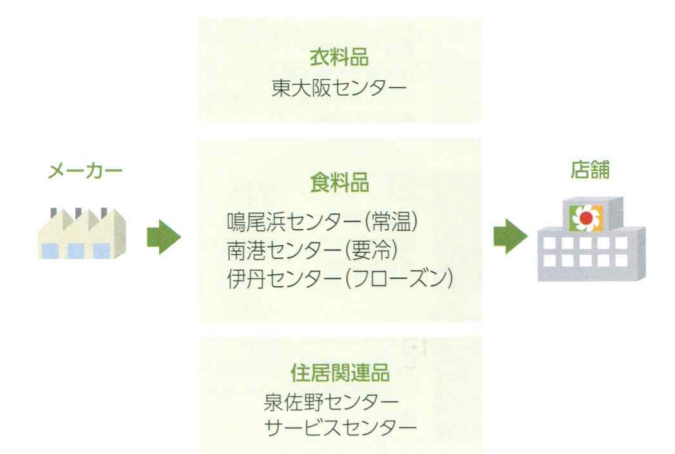 衣料品
東大阪センター
メーカー
食料品
鳴尾浜センター(常温)
南港センター(要冷)
伊丹センター(フローズン)
店舗
住居関連品
泉佐野センター
サービスセンター